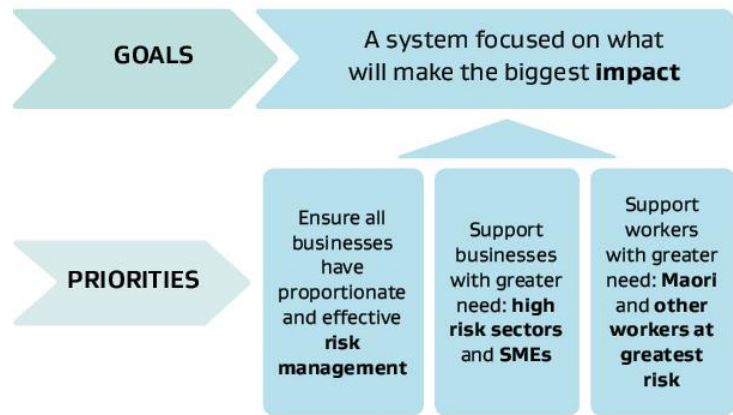 GOALS
A system focused on what
will make the biggest impact
PRIORITIES
Ensure all
businesses
have
proportionate
and effective
risk
management
Support
businesses
with greater
need: high
risk sectors
and SMEs
Support
workers
with greater
need: Maori
and other
workers at
greatest
risk